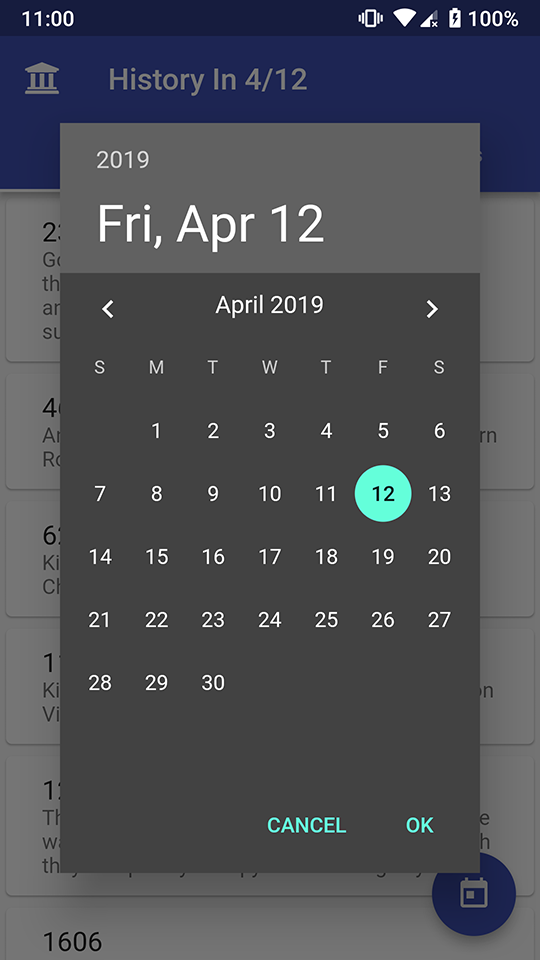 11:00 100%
History In 4/12
2019
Fri, Apr 12
April 2019
S M T W T F S
1 2 3 4 5 6
7 8 9 10 11 12 13
14 15 16 17 18 19 20
21 22 23 24 25 26 27
28 29 30
CANCEL OK
1606